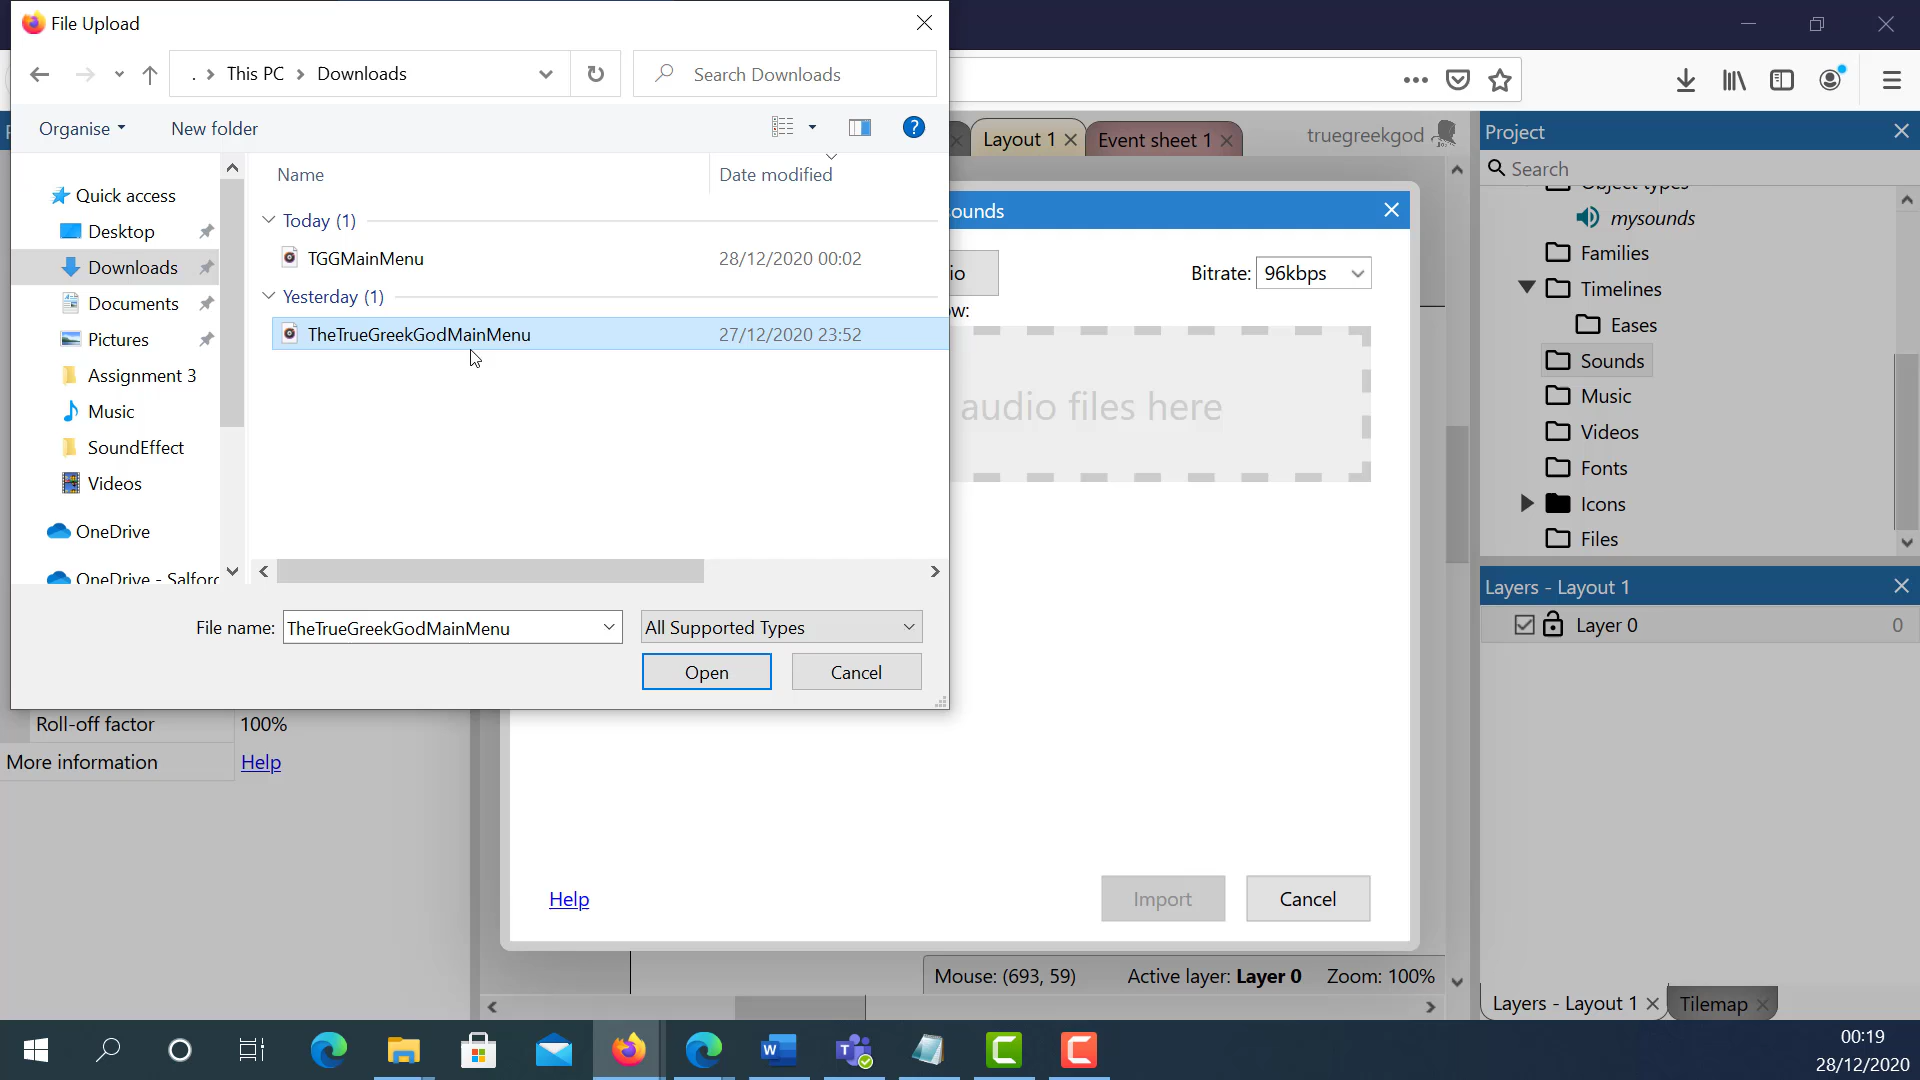 File Upload
. > This PC > Downloads
Search Downloads
Organise
New folder
Name
Date modified
Quick access
Desktop
Downloads
Documents
Pictures
Assignment 3
Music
SoundEffect
Videos
OneDrive
OneDrive - Salford
Today (1)
TGGMainMenu
28/12/2020 00:02
Yesterday (1)
TheTrueGreekGodMainMenu
27/12/2020 23:52
File name:
TheTrueGreekGodMainMenu
All Supported Types
Open
Cancel
Roll-off factor
100%
More information
Help
Layout 1
Event sheet 1
truegreekgod
ounds
io
Bitrate:
96kbps
w:
audio files here
Help
Import
Cancel
Mouse: (693, 59)
Active layer: Layer 0
Zoom: 100%
Project
Search
Object types
mysounds
Families
Timelines
Eases
Sounds
Music
Videos
Fonts
Icons
Files
Layers - Layout 1
Layer 0
0
Layers - Layout 1
Tilemap
00:19
28/12/2020